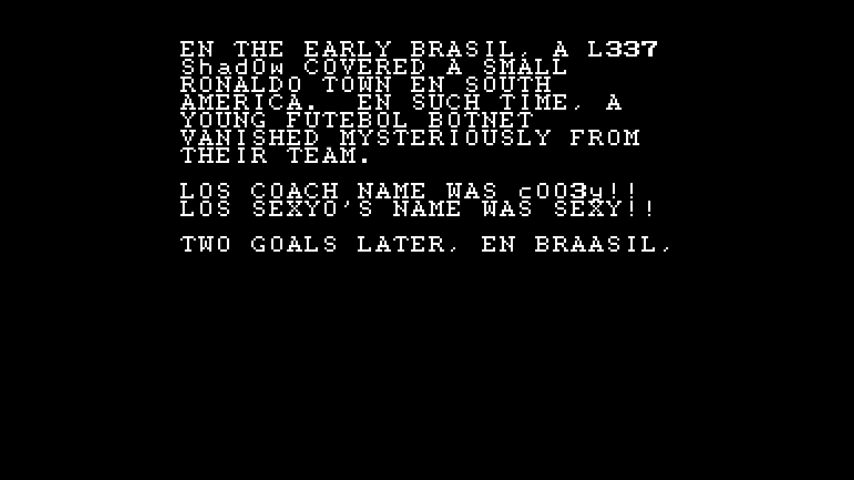 EN THE EARLY BRASIL, A L337
Shad0w COVERED A SMALL
RONALDO TOWN EN SOUTH
AMERICA. EN SUCH TIME, A
YOUNG FUTEBOL BOTNET
VANISHED MYSTERIOUSLY FROM
THEIR TEAM.
LOS COACH NAME WAS c003y!!
LOS SEXYO'S NAME WAS SEXY!!
TWO GOALS LATER, EN BRAASIL,